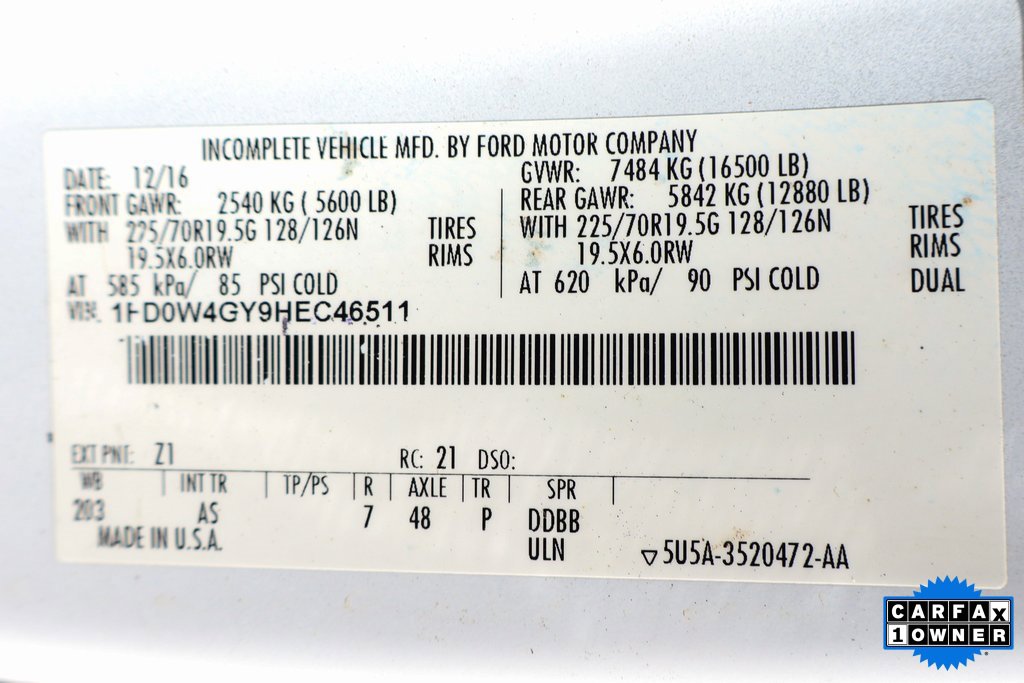 INCOMPLETE VEHICLE MFD. BY FORD MOTOR COMPANY
DATE: 12/16 GVWR: 7484 KG (16500 LB)
FRONT GAWR: 2540 KG ( 5600 LB) REAR GAWR: 5842 KG (12880 LB)
WITH 225/70R19.5G 128/126N TIRES WITH 225/70R19.5G 128/126N TIRES
19.5X6.0RW RIMS 19.5X6.0RW RIMS
AT 585 kPa/ 85 PSI COLD AT 620 kPa/ 90 PSI COLD DUAL
VIN: 1FD0W4GY9HEC46511
EXT PNT: Z1 RC: 21 DSO:
WB INT TR TP/PS R AXLE TR SPR
203 AS 7 48 P DDBB
MADE IN U.S.A. ULN ▽5U5A-3520472-AA
CARFAX
1 OWNER